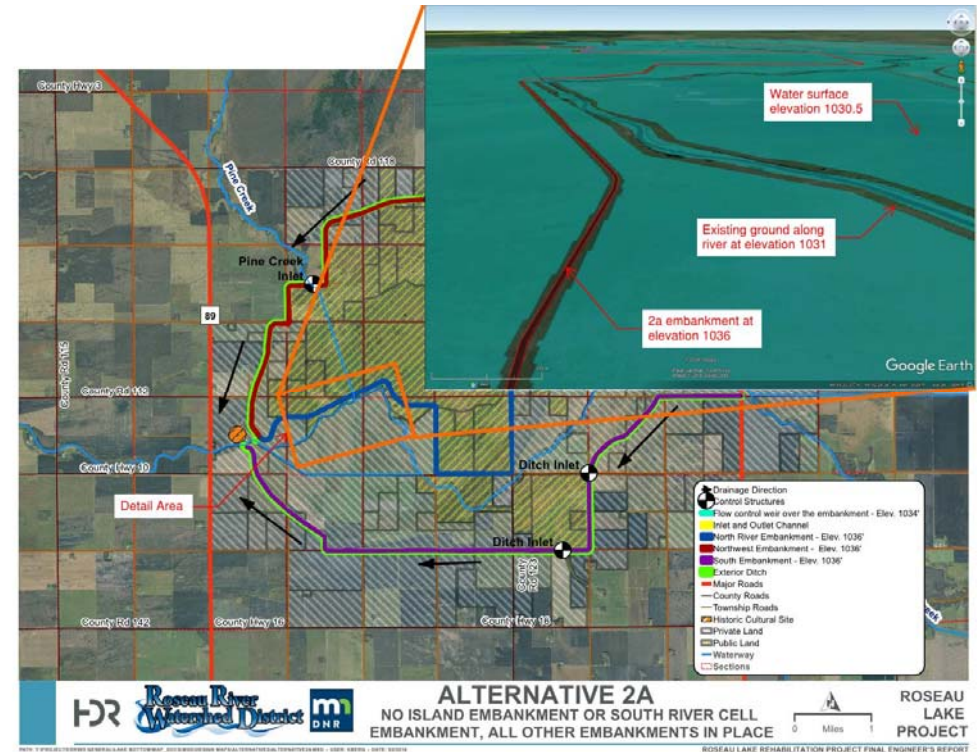 County Hwy 3
County Rd 118
Pine Creek
Pine Creek
Inlet
89
County Rd 115
County Rd 113
County Hwy 10
Detail Area
Ditch Inlet
Ditch Inlet
County
Rd 123
County Rd 142
County Hwy 16
County Hwy 16
Water surface
elevation 1030.5
Existing ground along
river at elevation 1031
2a embankment at
elevation 1036
Google Earth
Drainage Direction
Control Structures
Flow control weir over the embankment - Elev. 1034'
Inlet and Outlet Channel
North River Embankment - Elev. 1036'
Northwest Embankment - Elev. 1036'
South Embankment - Elev. 1036'
Exterior Ditch
Major Roads
County Roads
Township Roads
Historic Cultural Site
Private Land
Public Land
Waterway
Sections
HDR
Roseau River
Watershed District
mn
DNR
ALTERNATIVE 2A
NO ISLAND EMBANKMENT OR SOUTH RIVER CELL
EMBANKMENT, ALL OTHER EMBANKMENTS IN PLACE
0 Miles 1
ROSEAU
LAKE
PROJECT
ROSEAU LAKE REHABILITATION PROJECT FINAL ENGINEER'S REPORT